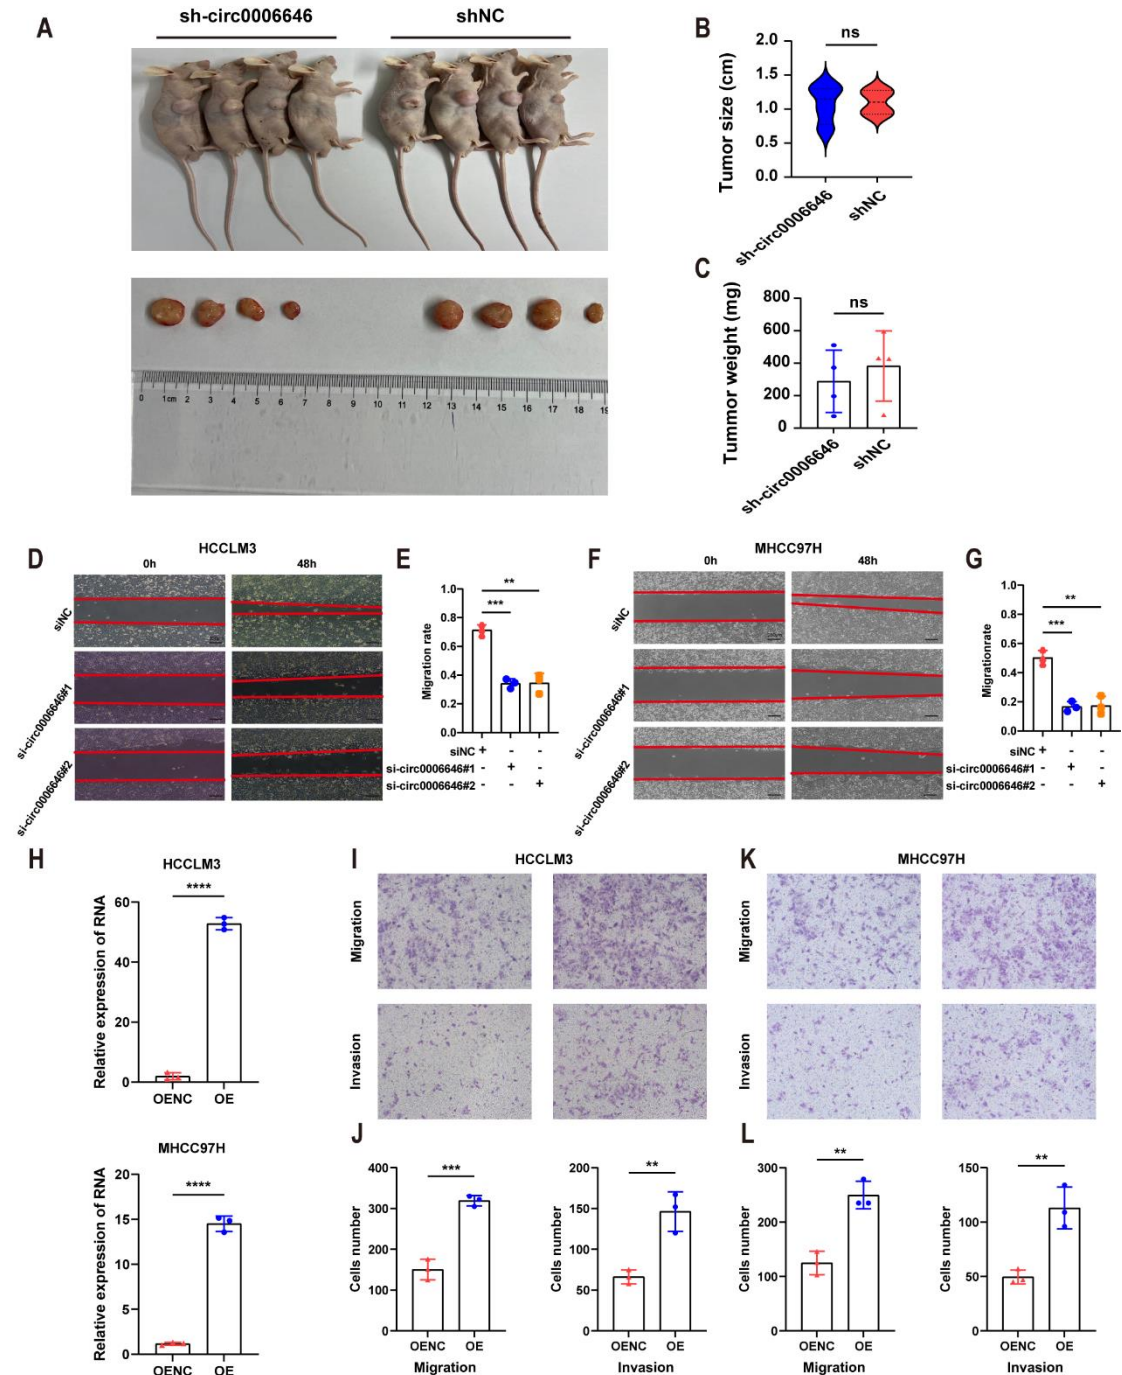 A
sh-circ0006646
shNC
0 1cm 2 3 4 5 6 7 8 9 10 11 12 13 14 15 16 17 18 19
B
Tumor size (cm)
2.0
1.5
1.0
0.5
0.0
ns
sh-circ0006646
shNC
C
Tummor weight (mg)
800
600
400
200
0
ns
sh-circ0006646
shNC
D
HCCLM3
0h
48h
siNC
si-circ0006646#1
si-circ0006646#2
E
Migration rate
1.0
0.8
0.6
0.4
0.2
0.0
**
***
siNC + - -
si-circ0006646#1 - + -
si-circ0006646#2 - - +
F
MHCC97H
0h
48h
siNC
si-circ0006646#1
si-circ0006646#2
G
Migrationrate
1.0
0.8
0.6
0.4
0.2
0.0
**
***
siNC + - -
si-circ0006646#1 - + -
si-circ0006646#2 - - +
H
HCCLM3
Relative expression of RNA
60
40
20
0
****
OENC OE
MHCC97H
Relative expression of RNA
20
15
10
5
0
****
OENC OE
I
HCCLM3
Migration
Invasion
J
Cells number
400
300
200
100
0
***
OENC OE
Migration
Cells number
200
150
100
50
0
**
OENC OE
Invasion
K
MHCC97H
Migration
Invasion
L
Cells number
300
200
100
0
**
OENC OE
Migration
Cells number
150
100
50
0
**
OENC OE
Invasion